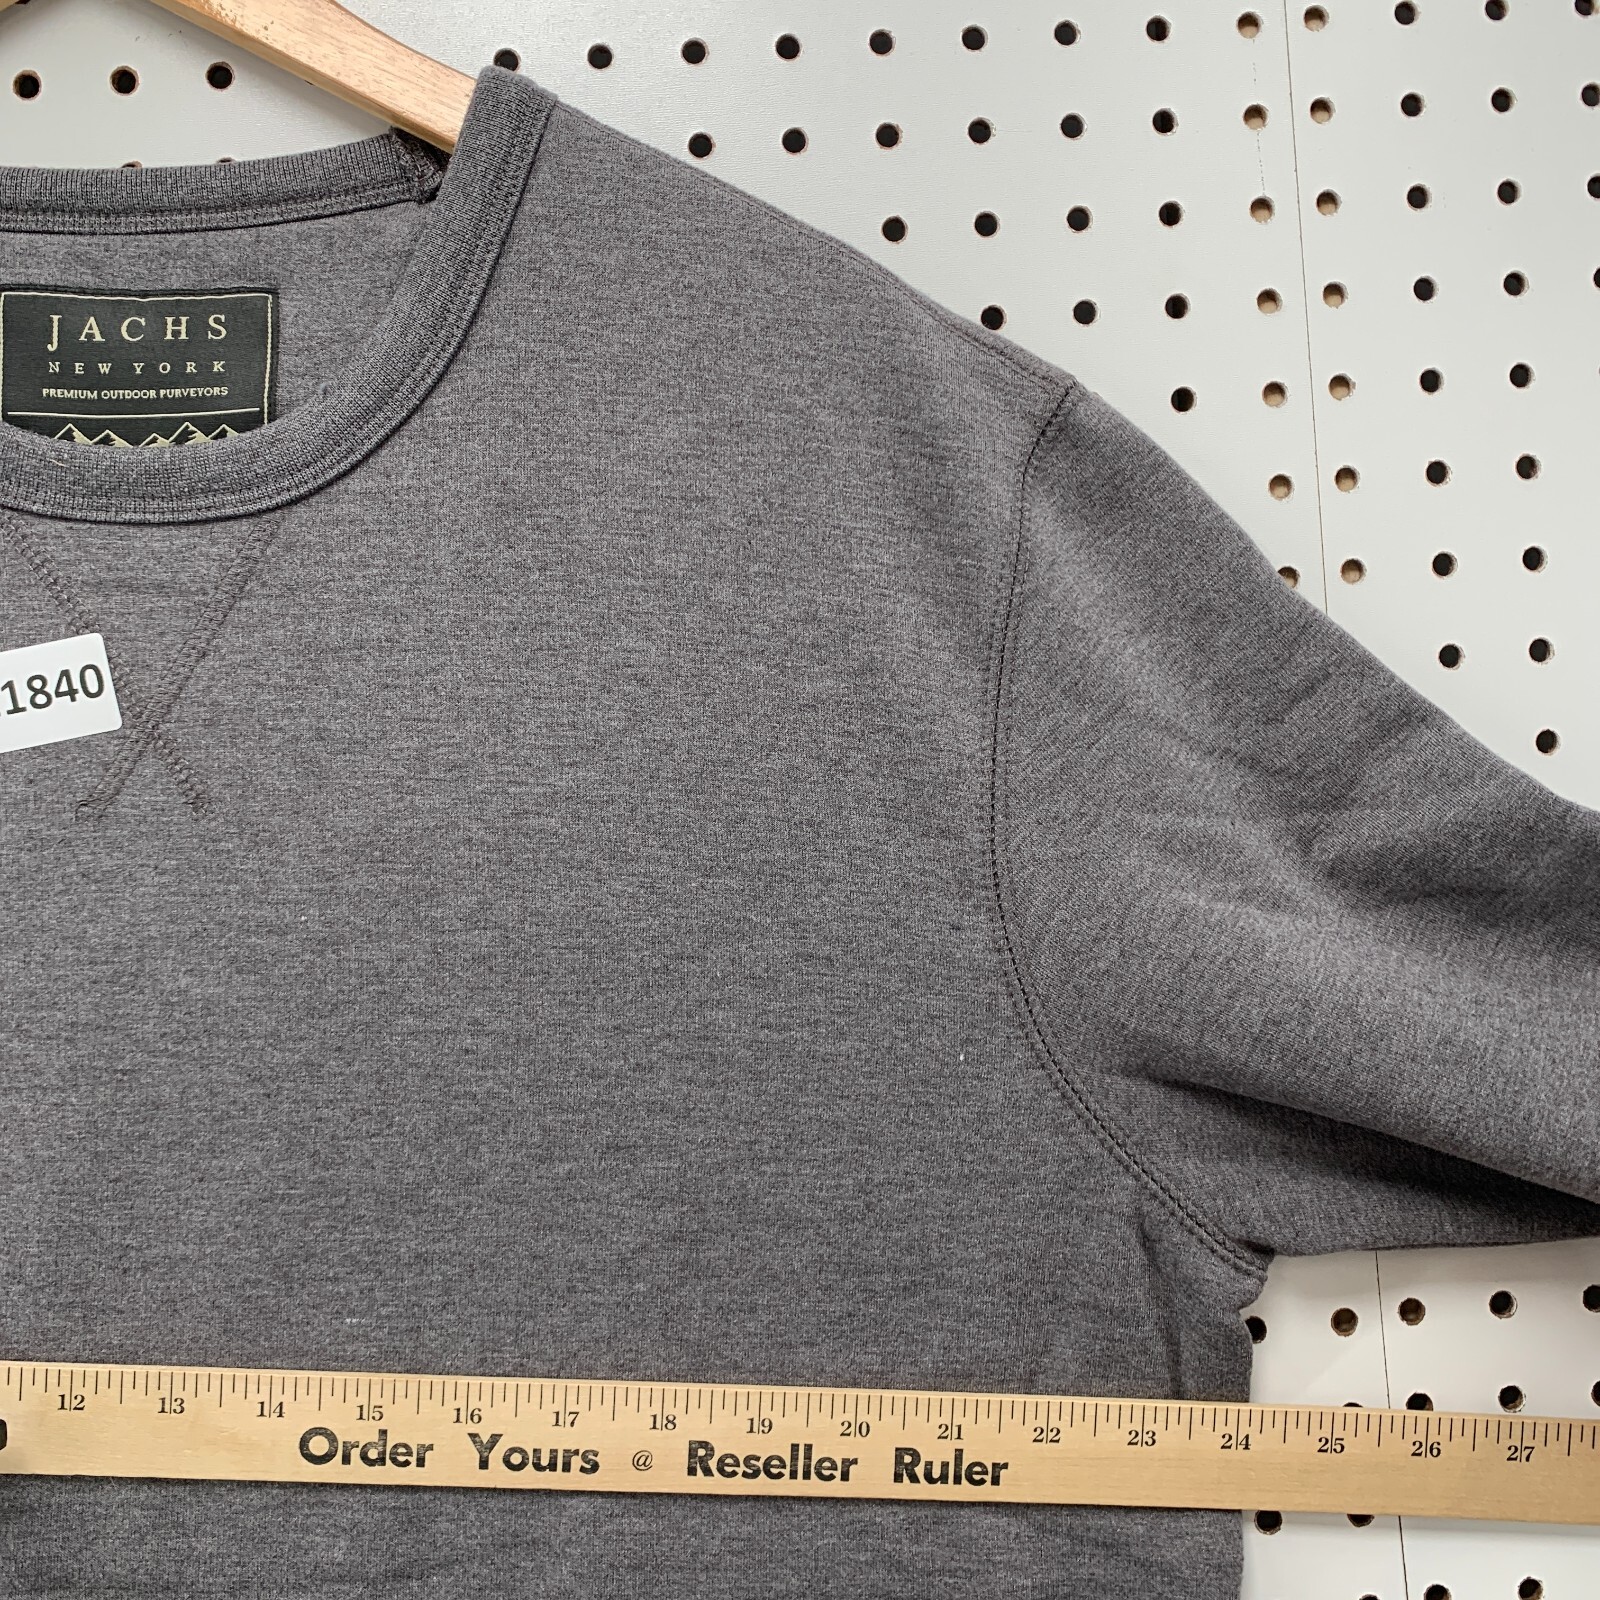 JACHS
NEW YORK
PREMIUM OUTDOOR PURVEYORS
1840
12 13 14 15 16 17 18 19 20 21 22 23 24 25 26 27
Order Yours @ Reseller Ruler